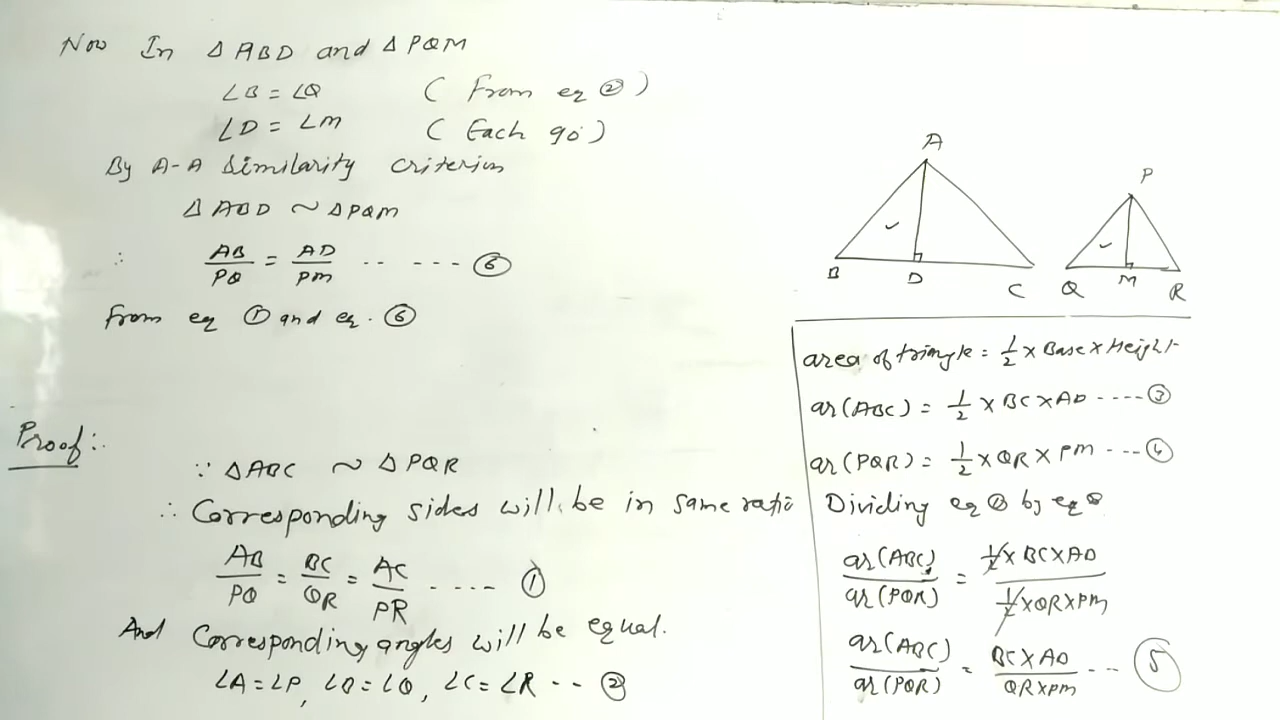 Now In △ ABD and △ PQM
∠B = ∠Q ( From eq ②)
∠D = ∠M ( Each 90°)
By A-A Similarity Criterion
△ ABD ~ △PQM
∴ AB/PQ = AD/PM .. ---- ⑥
From eq ① and eq. ⑥
Proof:
∵ △ABC ~ △PQR
∴ Corresponding sides will be in same ratio
AB/PQ = BC/QR = AC/PR ..... ①
And Corresponding angles will be equal.
∠A = ∠P, ∠B = ∠Q, ∠C = ∠R -- ②
A
B
D
C
P
Q
M
R
area of triangle = 1/2 × Base × Height
ar(ABC) = 1/2 × BC × AD ---- ③
ar(PQR) = 1/2 × QR × PM --- ④
Dividing eq by eq
ar(ABC)/ar(PQR) = 1/2 × BC × AD / 1/2 × QR × PM
ar(ABC)/ar(PQR) = BC × AD / QR × PM -- ⑤